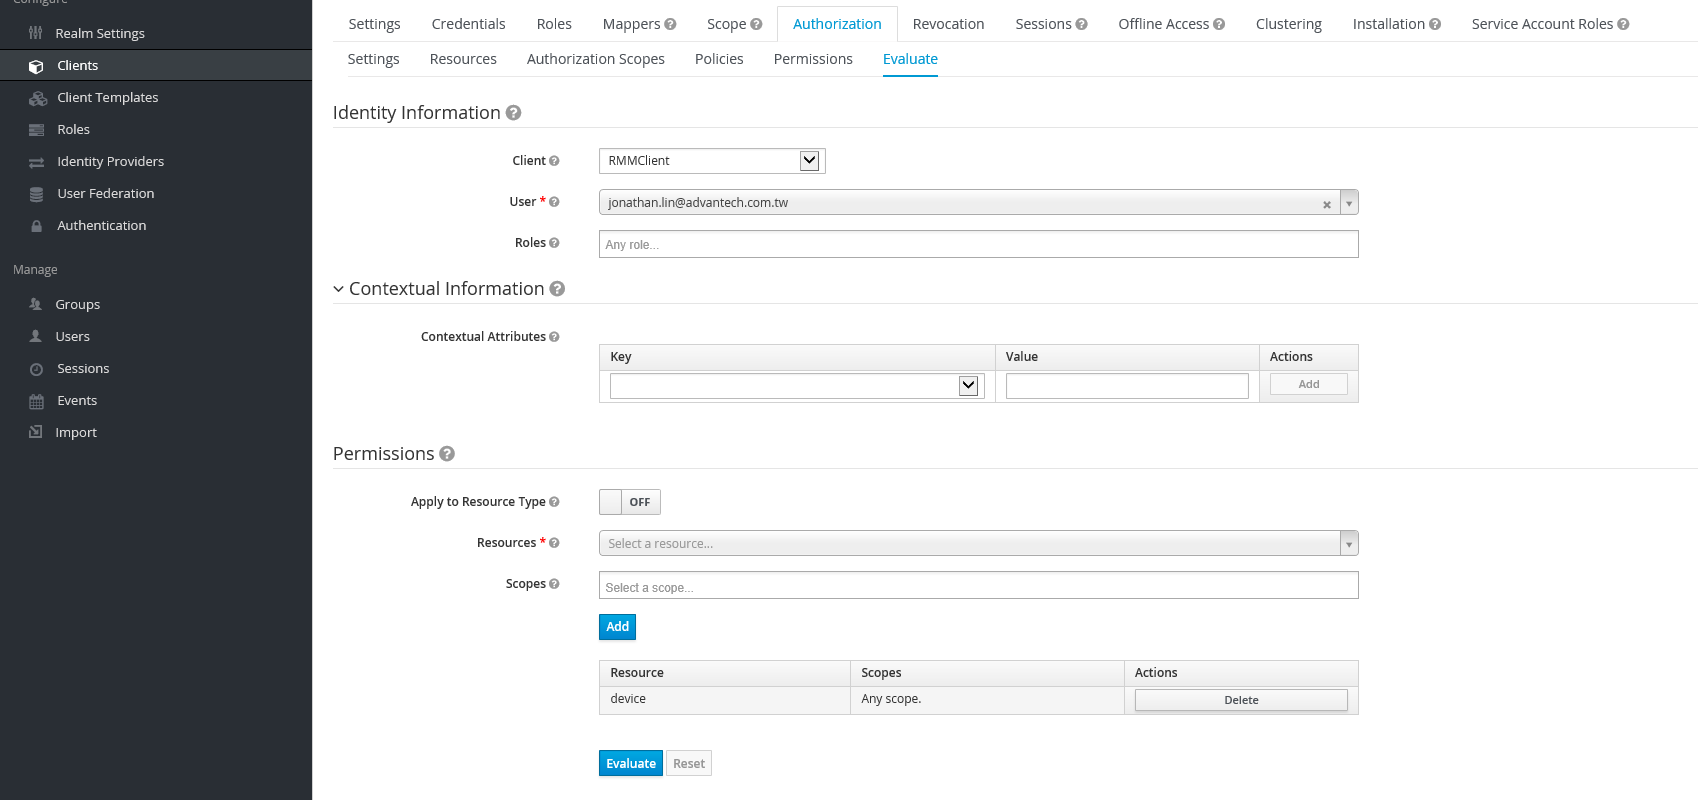 Configure
Realm Settings
Clients
Client Templates
Roles
Identity Providers
User Federation
Authentication
Manage
Groups
Users
Sessions
Events
Import
Settings Credentials Roles Mappers Scope Authorization Revocation Sessions Offline Access Clustering Installation Service Account Roles
Settings Resources Authorization Scopes Policies Permissions Evaluate
Identity Information
Client RMMClient
User * jonathan.lin@advantech.com.tw
Roles Any role...
Contextual Information
Contextual Attributes
Key Value Actions
Add
Permissions
Apply to Resource Type OFF
Resources * Select a resource...
Scopes Select a scope...
Add
Resource Scopes Actions
device Any scope. Delete
Evaluate Reset